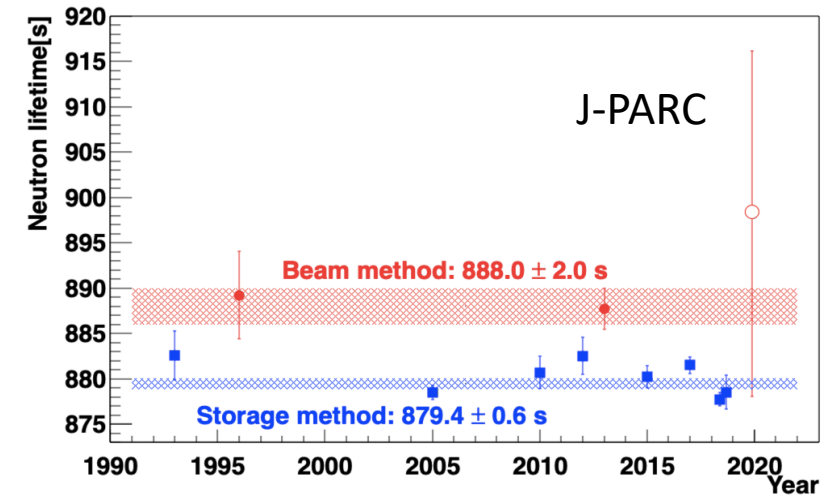 Neutron lifetime[s]
920
915
910
905
900
895
890
885
880
875
J-PARC
Beam method: 888.0 ± 2.0 s
Storage method: 879.4 ± 0.6 s
1990 1995 2000 2005 2010 2015 2020
Year